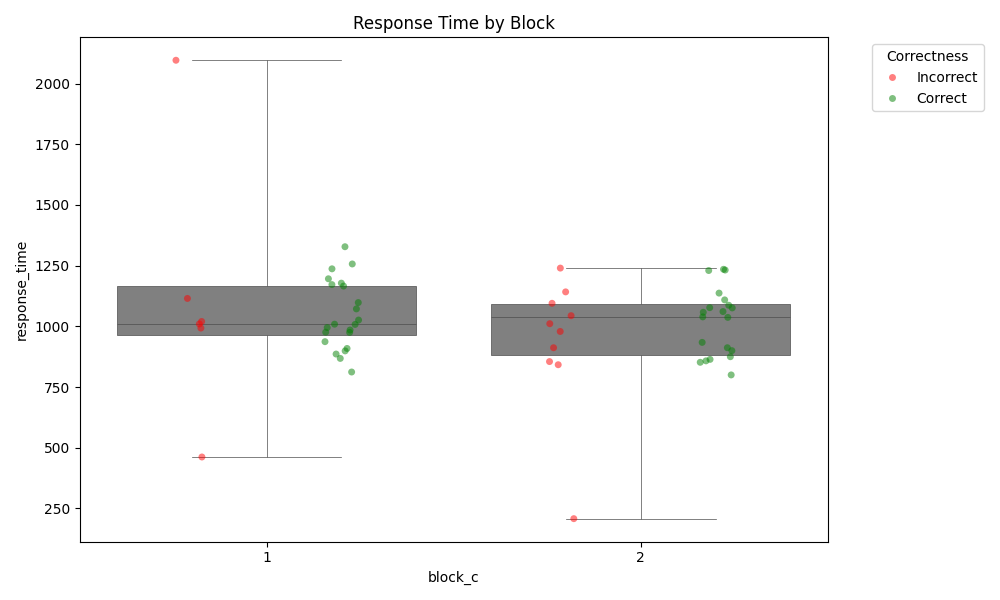 Response Time by Block
response_time
2000
1750
1500
1250
1000
750
500
250
1
2
block_c
Correctness
Incorrect
Correct